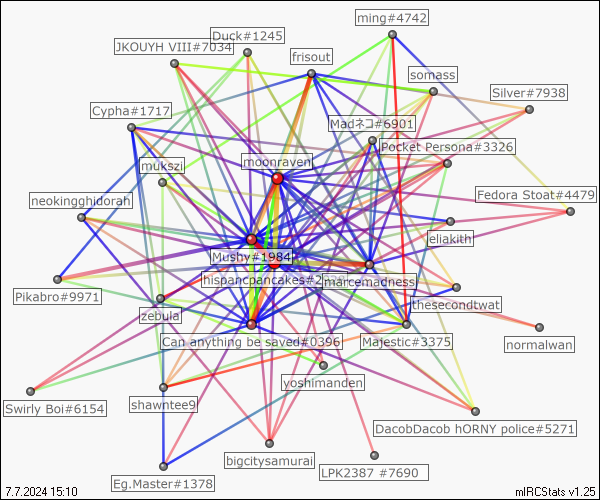 ming#4742
Duck#1245
JKOUYH VIII#7034
frisout
somass
Silver#7938
Cypha#1717
Madネコ#6901
Pocket Persona#3326
moonraven
mukszi
Fedora Stoat#4479
neokingghidorah
eliakith
Mushy#1984
hispancpancakes#2
marcemadness
thesecondtwat
Pikabro#9971
zebula
Can anything be saved#0396
Majestic#3375
normalwan
yoshimanden
Swirly Boi#6154
shawntee9
DacobDacob hORNY police#5271
bigcitysamurai
LPK2387 #7690
Eg.Master#1378
7.7.2024 15:10
mIRCStats v1.25